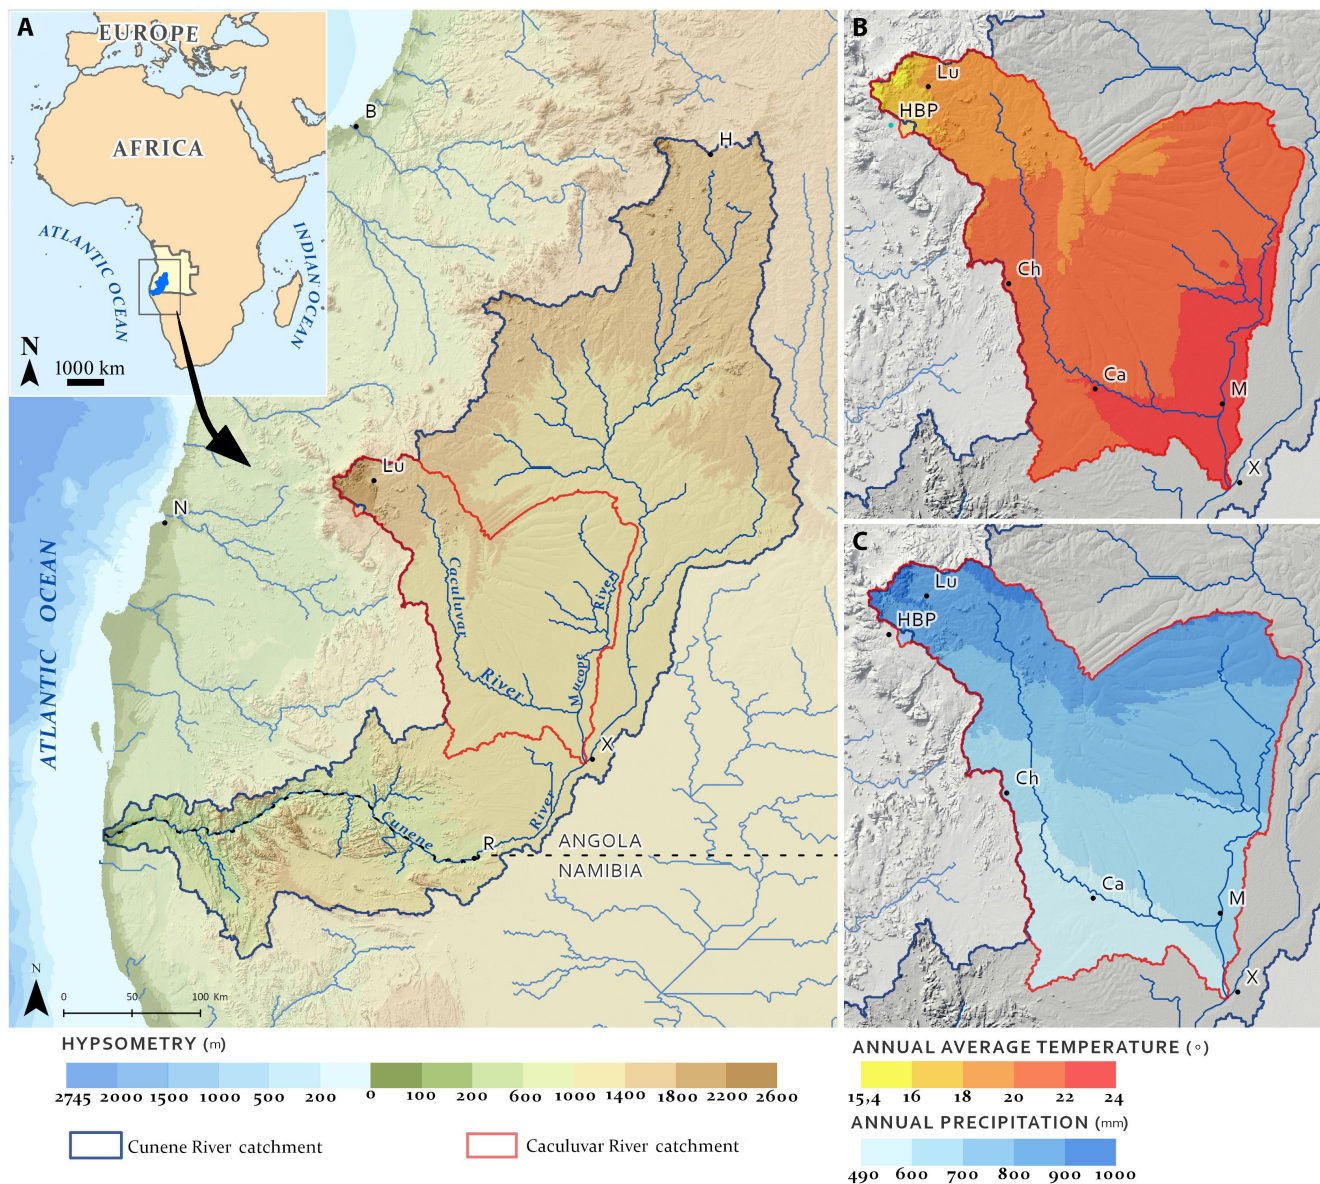 A
EUROPE
AFRICA
ATLANTIC OCEAN
INDIAN OCEAN
N
1000 km
B
H
Lu
N
Caculuvar
River
River
Mucope
X
River
Cunene
R
ANGOLA
NAMIBIA
ATLANTIC OCEAN
N
0 50 100 Km
B
Lu
HBP
Ch
Ca
M
X
C
Lu
HBP
Ch
Ca
M
X
HYPSOMETRY (m)
2745 2000 1500 1000 500 200 0 100 200 600 1000 1400 1800 2200 2600
Cunene River catchment
Caculuvar River catchment
ANNUAL AVERAGE TEMPERATURE (°)
15,4 16 18 20 22 24
ANNUAL PRECIPITATION (mm)
490 600 700 800 900 1000